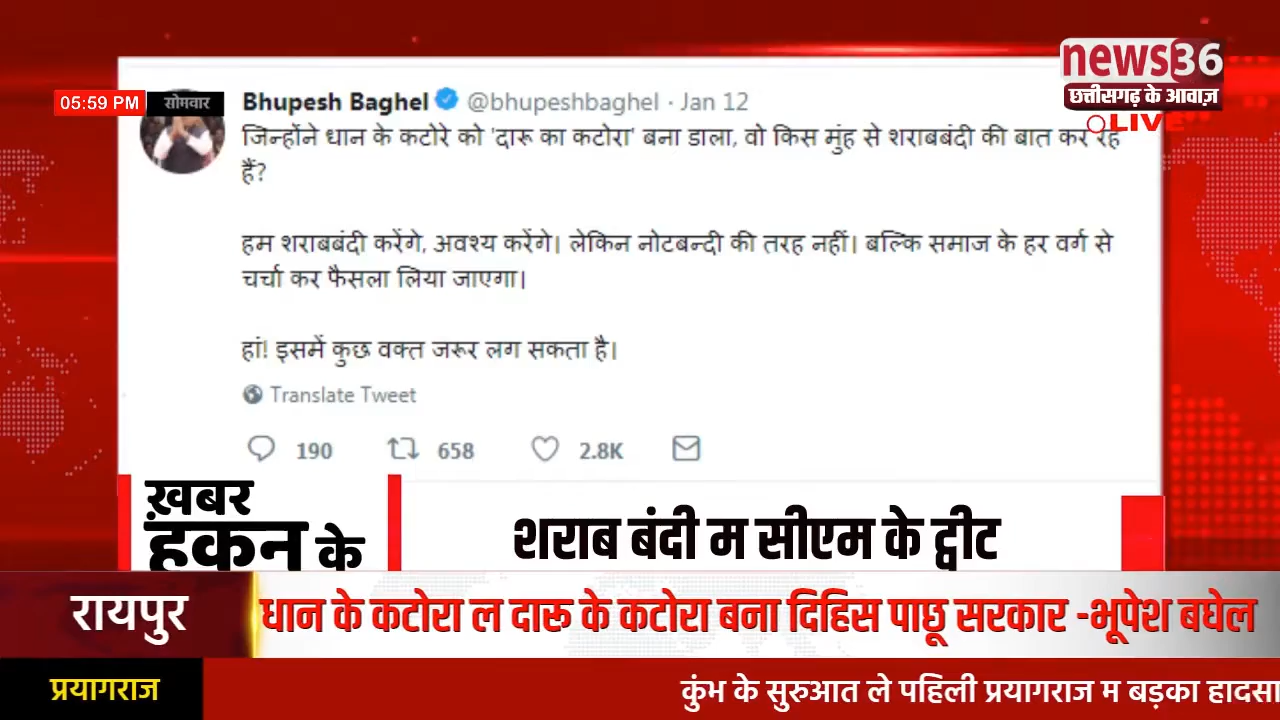 news36
छत्तीसगढ़ के आवाज़
LIVE
05:59 PM सोमवार
Bhupesh Baghel @bhupeshbaghel · Jan 12
जिन्होंने धान के कटोरे को 'दारू का कटोरा' बना डाला, वो किस मुंह से शराबबंदी की बात कर रहे
हैं?
हम शराबबंदी करेंगे, अवश्य करेंगे। लेकिन नोटबन्दी की तरह नहीं। बल्कि समाज के हर वर्ग से
चर्चा कर फैसला लिया जाएगा।
हां! इसमें कुछ वक्त जरूर लग सकता है।
Translate Tweet
190 658 2.8K
ख़बर
हकन के
शराब बंदी म सीएम के ट्वीट
रायपुर
धान के कटोरा ल दारू के कटोरा बना दिहिस पाछू सरकार -भूपेश बघेल
प्रयागराज
कुंभ के सुरुआत ले पहिली प्रयागराज म बड़का हादसा